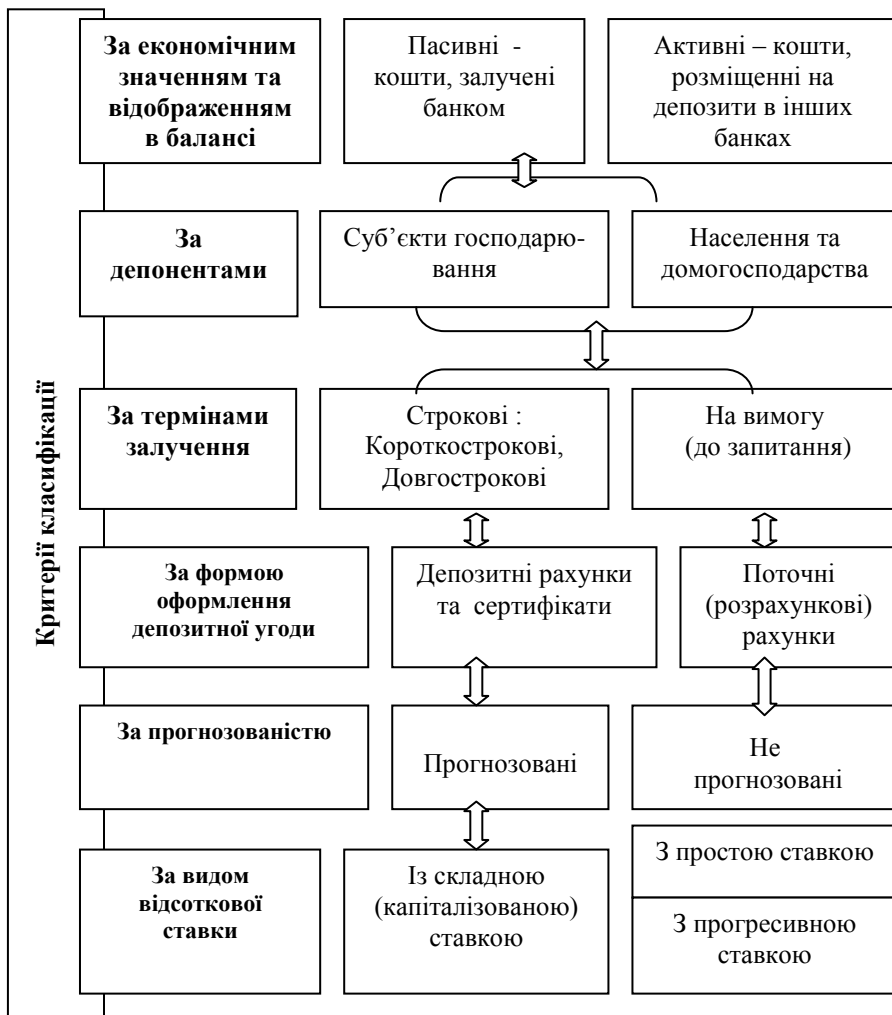 Критерії класифікації
За економічним
значенням та
відображенням
в балансі
Пасивні -
кошти, залучені
банком
Активні – кошти,
розміщенні на
депозити в інших
банках
За
депонентами
Суб’єкти господарю-
вання
Населення та
домогосподарства
За термінами
залучення
Строкові :
Короткострокові,
Довгострокові
На вимогу
(до запитання)
За формою
оформлення
депозитної угоди
Депозитні рахунки
та сертифікати
Поточні
(розрахункові)
рахунки
За прогнозованістю
Прогнозовані
Не
прогнозовані
За видом
відсоткової
ставки
Із складною
(капіталізованою)
ставкою
З простою ставкою
З прогресивною
ставкою